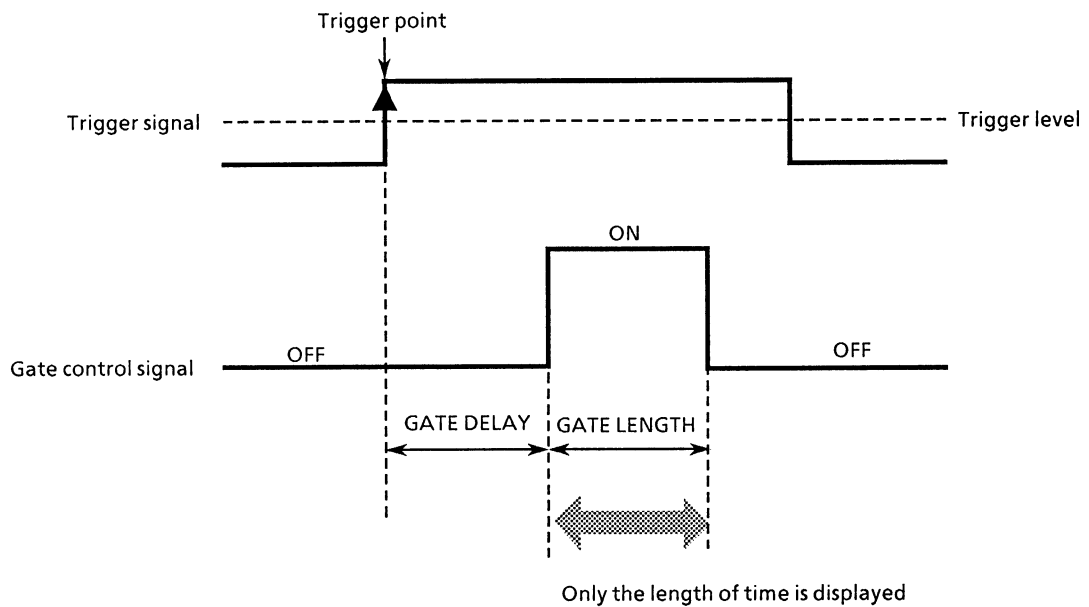 Trigger point
Trigger signal
Trigger level
ON
OFF
OFF
Gate control signal
GATE DELAY
GATE LENGTH
Only the length of time is displayed